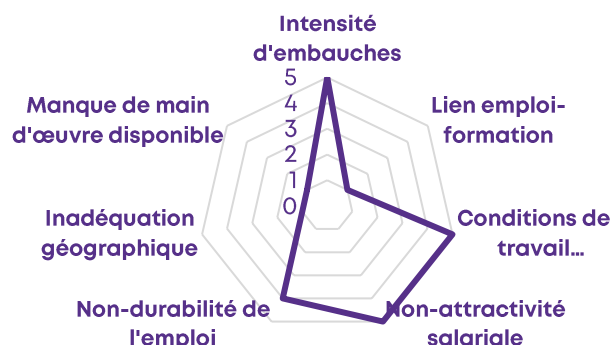 Intensité
d'embauches
Lien emploi-
formation
Conditions de
travail…
Non-attractivité
salariale
Non-durabilité de
l'emploi
Inadéquation
géographique
Manque de main
d'œuvre disponible
5
4
3
2
1
0